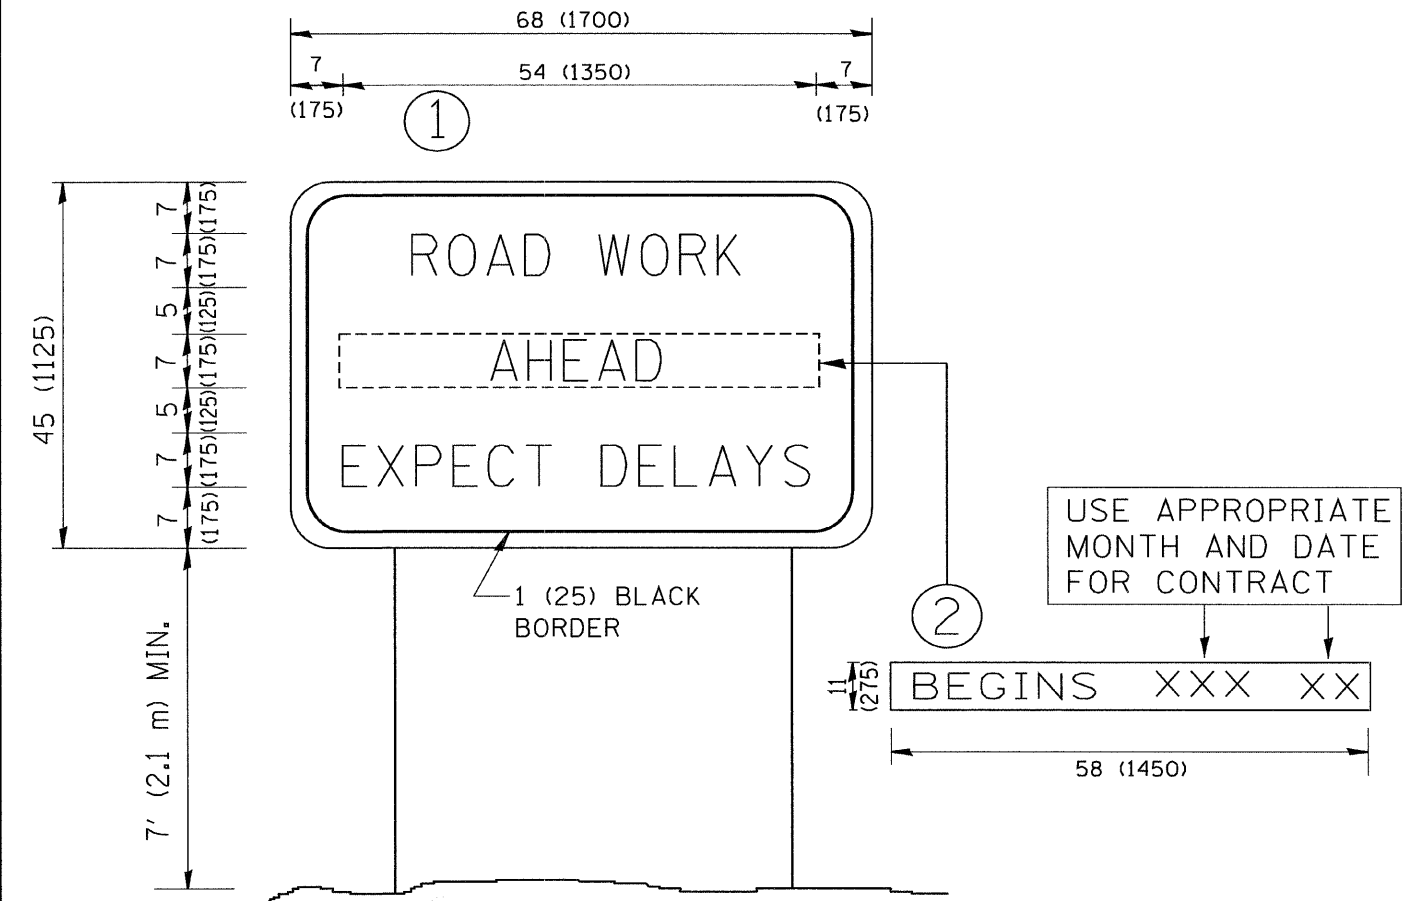 68 (1700)
7
54 (1350)
7
(175)
(175)
1
45 (1125)
7
(175)
7
(175)
5
(125)
7
(175)
5
(125)
7
(175)
7
(175)
ROAD WORK
AHEAD
EXPECT DELAYS
1 (25) BLACK
BORDER
7' (2.1 m) MIN.
USE APPROPRIATE
MONTH AND DATE
FOR CONTRACT
2
11
(275)
BEGINS XXX XX
58 (1450)